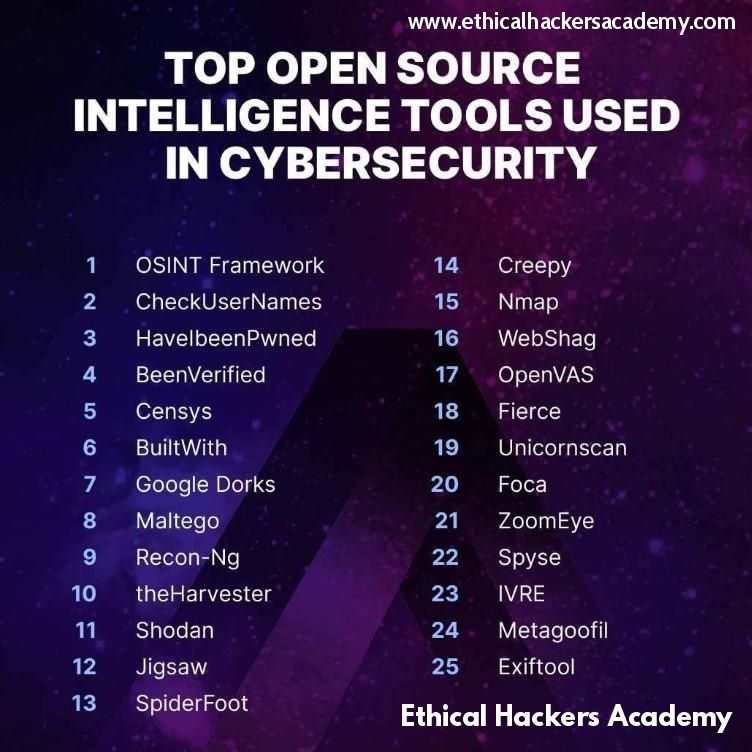 www.ethicalhackersacademy.com
TOP OPEN SOURCE
INTELLIGENCE TOOLS USED
IN CYBERSECURITY
1 OSINT Framework
2 CheckUserNames
3 HaveIbeenPwned
4 BeenVerified
5 Censys
6 BuiltWith
7 Google Dorks
8 Maltego
9 Recon-Ng
10 theHarvester
11 Shodan
12 Jigsaw
13 SpiderFoot
14 Creepy
15 Nmap
16 WebShag
17 OpenVAS
18 Fierce
19 Unicornscan
20 Foca
21 ZoomEye
22 Spyse
23 IVRE
24 Metagoofil
25 Exiftool
Ethical Hackers Academy